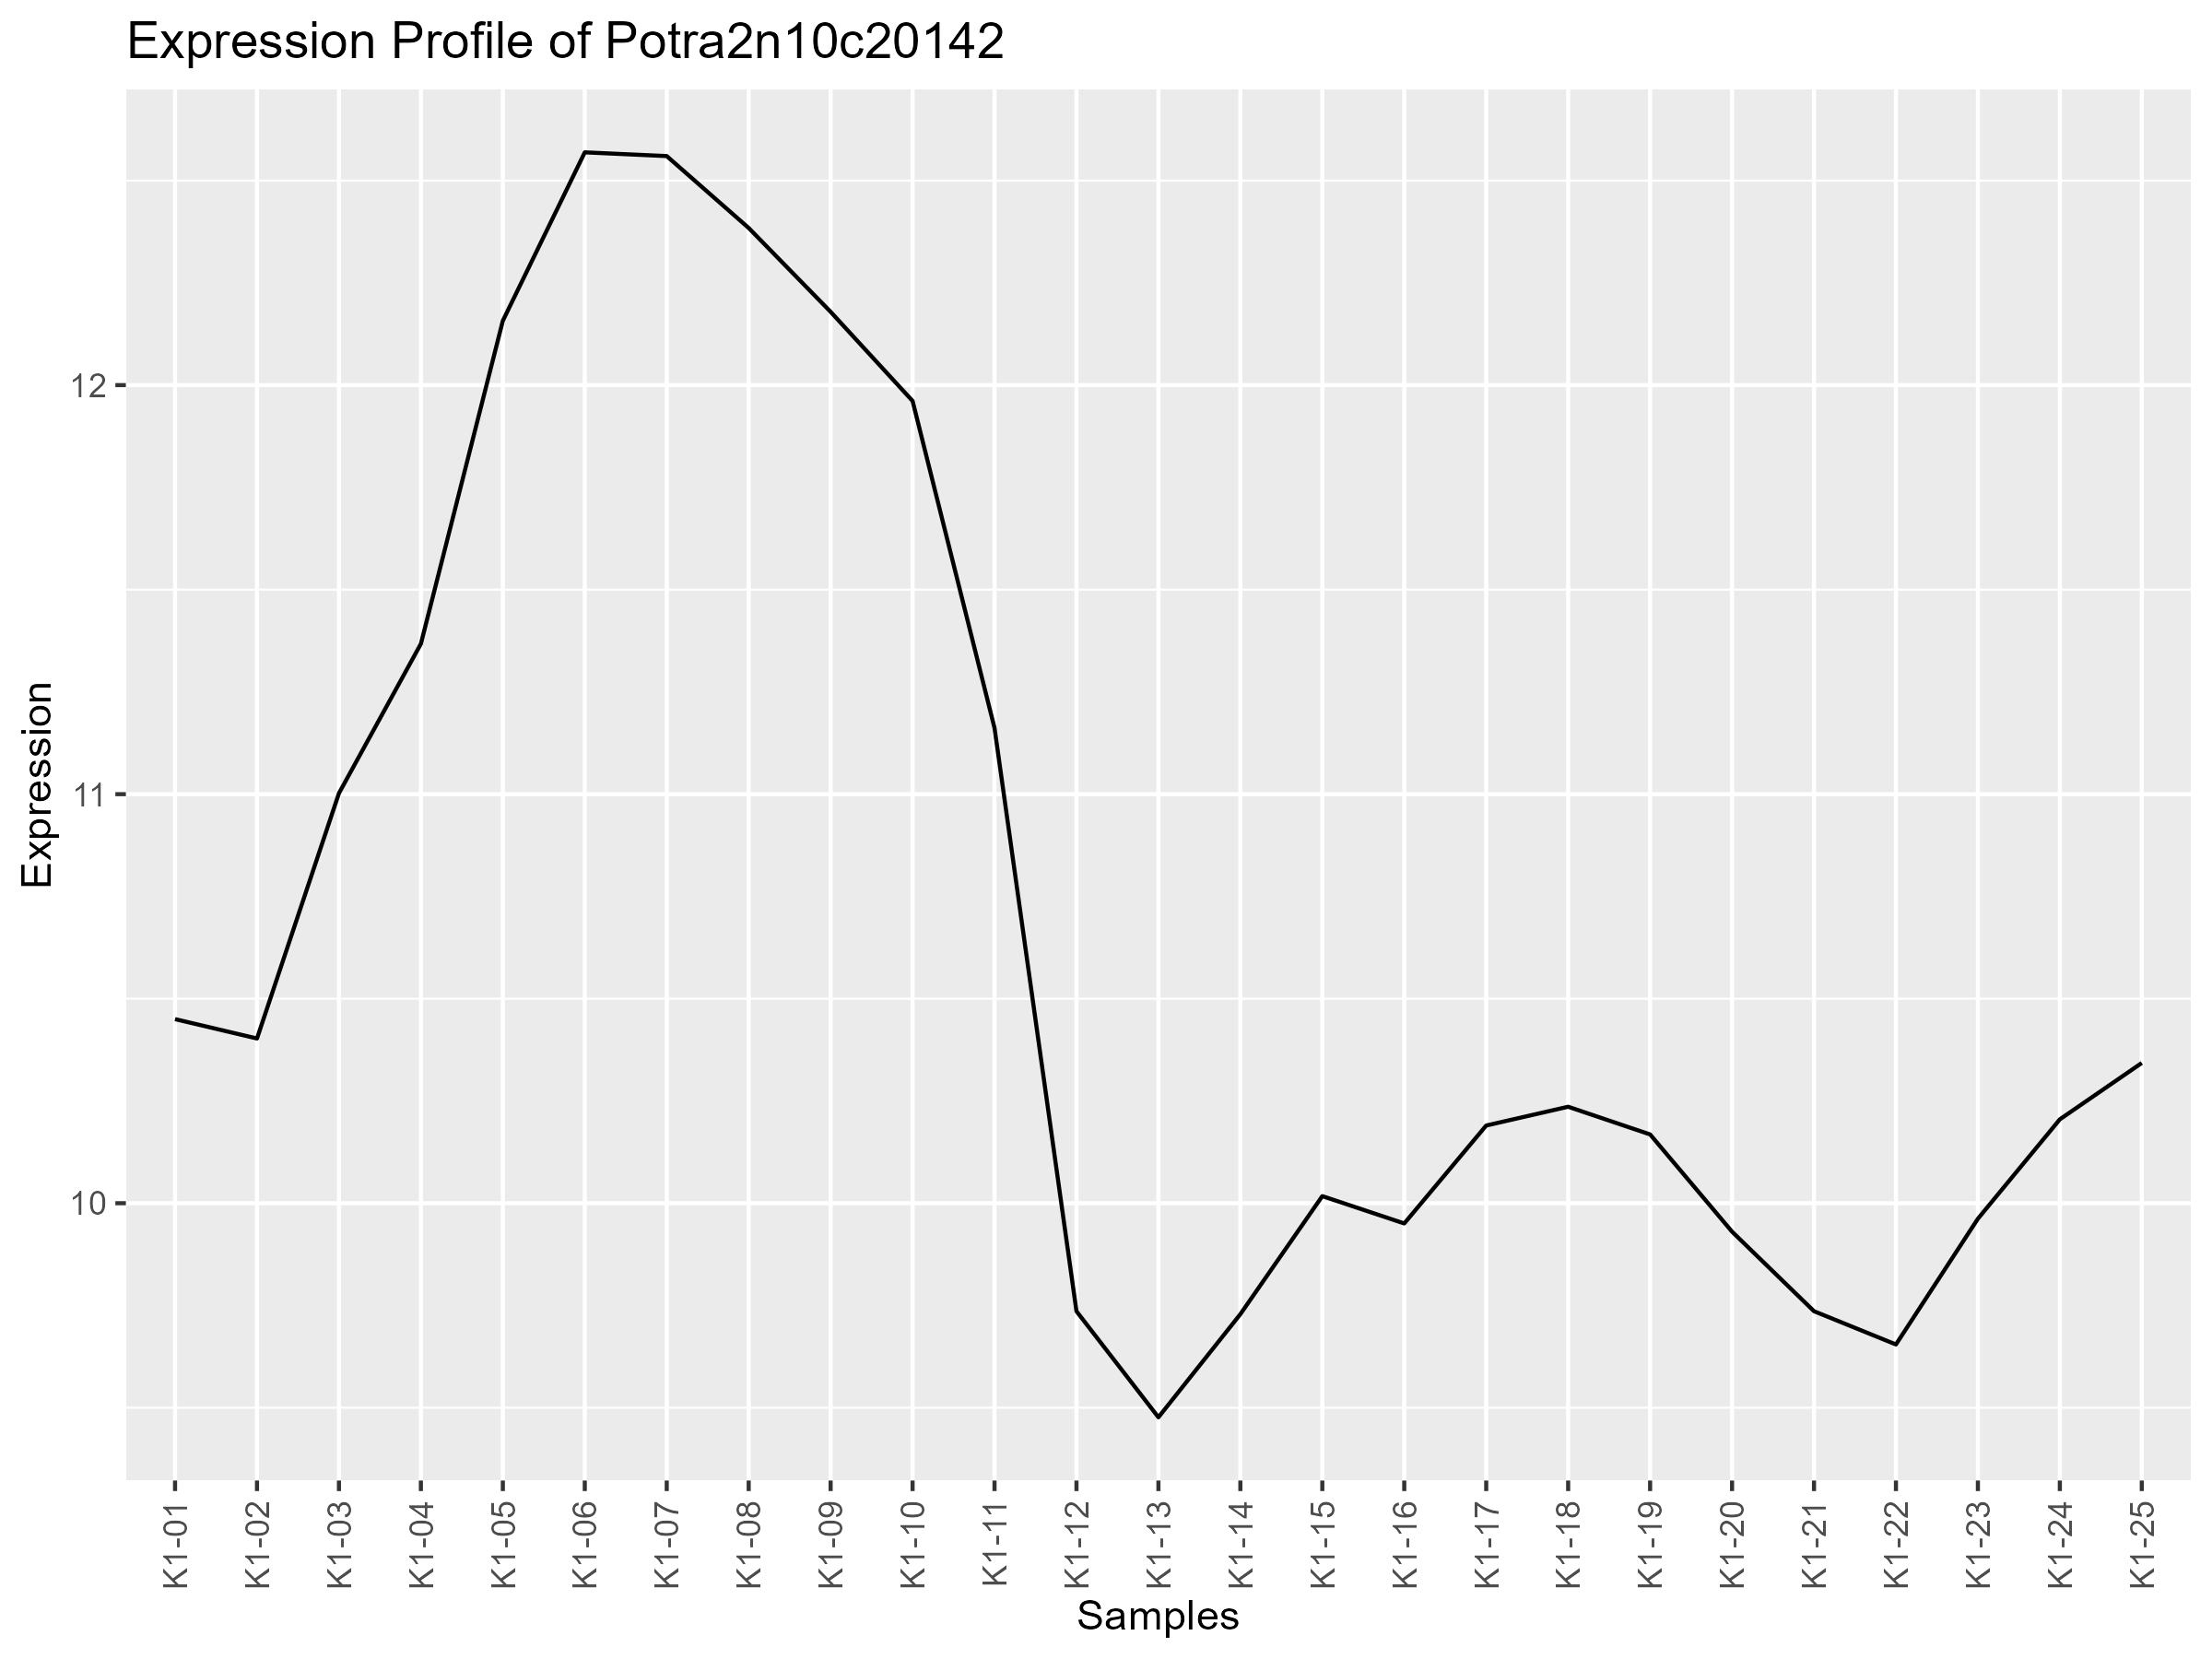 Expression Profile of Potra2n10c20142
Expression
12
11
10
K1-01
K1-02
K1-03
K1-04
K1-05
K1-06
K1-07
K1-08
K1-09
K1-10
K1-11
K1-12
K1-13
K1-14
K1-15
K1-16
K1-17
K1-18
K1-19
K1-20
K1-21
K1-22
K1-23
K1-24
K1-25
Samples